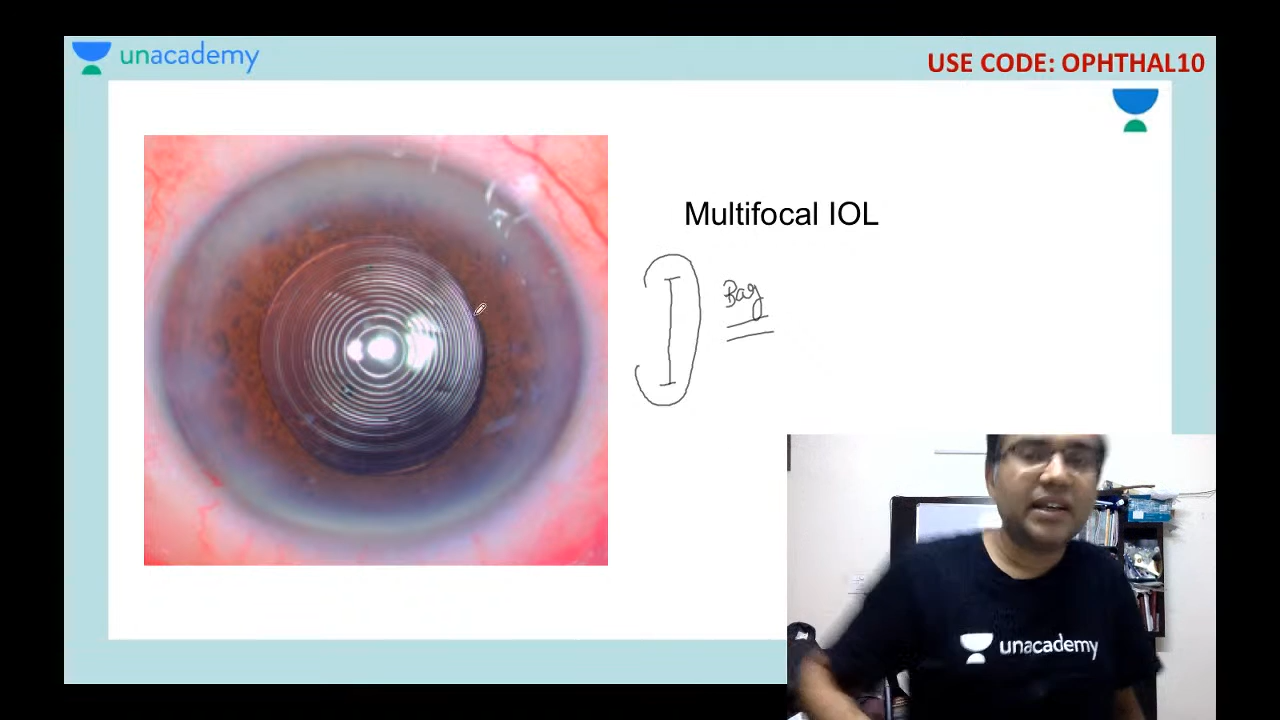 unacademy
USE CODE: OPHTHAL10
Multifocal IOL
Bag
unacademy